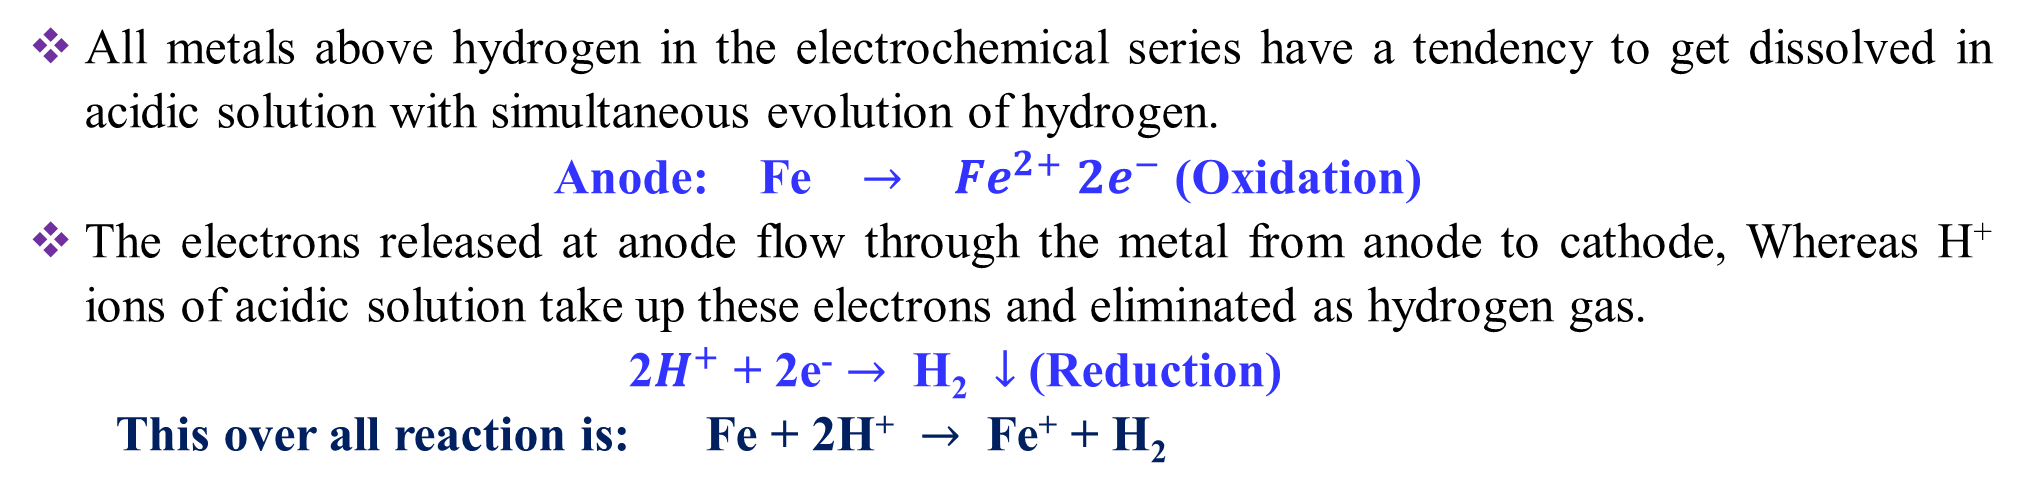 ❖ All metals above hydrogen in the electrochemical series have a tendency to get dissolved in
acidic solution with simultaneous evolution of hydrogen.
Anode: Fe → Fe²⁺ 2e⁻ (Oxidation)
❖ The electrons released at anode flow through the metal from anode to cathode, Whereas H⁺
ions of acidic solution take up these electrons and eliminated as hydrogen gas.
2H⁺ + 2e⁻ → H₂ ↓ (Reduction)
This over all reaction is: Fe + 2H⁺ → Fe⁺ + H₂